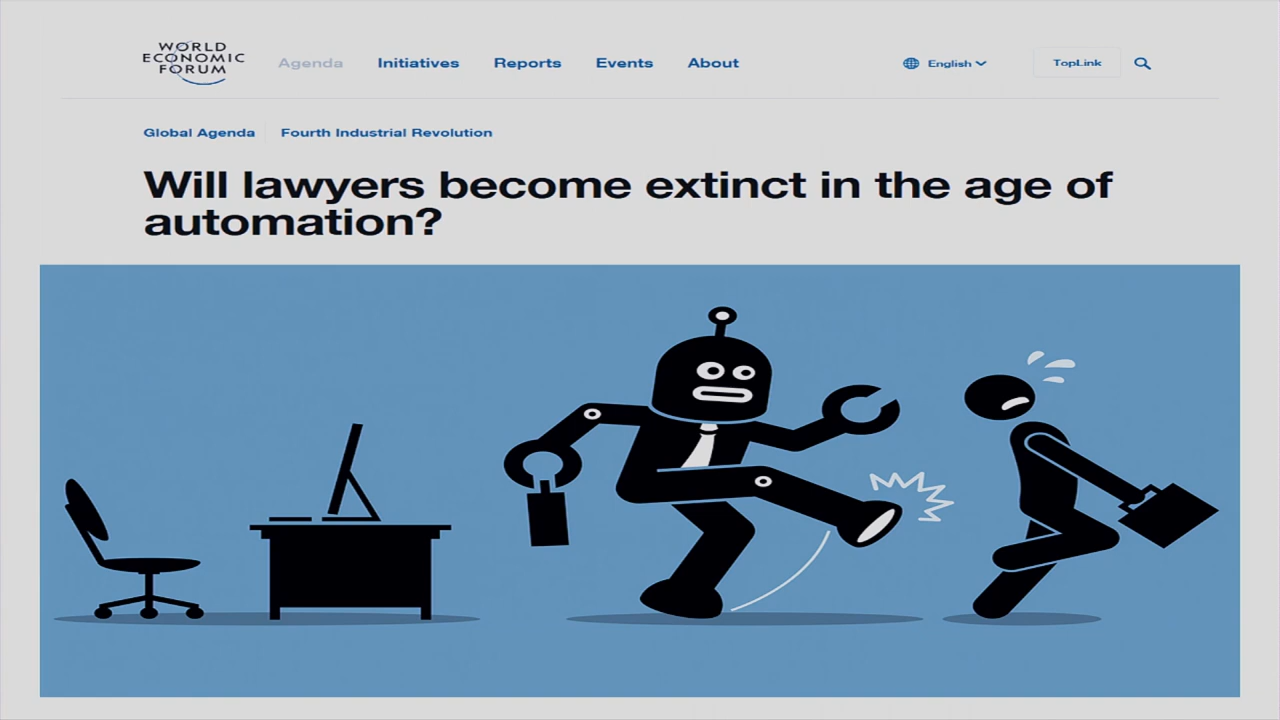 WORLD
ECONOMIC
FORUM
Agenda
Initiatives
Reports
Events
About
English
TopLink
Global Agenda
Fourth Industrial Revolution
Will lawyers become extinct in the age of
automation?